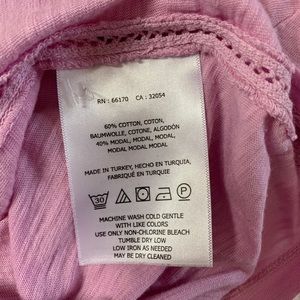 RN : 66170 CA : 32054
60% COTTON, COTON,
BAUMWOLLE, COTONE, ALGODÓN
40% MODAL, MODAL, MODAL,
MODAL MODAL
MADE IN TURKEY, HECHO EN TURQUIA,
FABRIQUÉ EN TURQUIE
30 P
MACHINE WASH COLD GENTLE
WITH LIKE COLORS
USE ONLY NON-CHLORINE BLEACH
TUMBLE DRY LOW
LOW IRON AS NEEDED
MAY BE DRY CLEANED